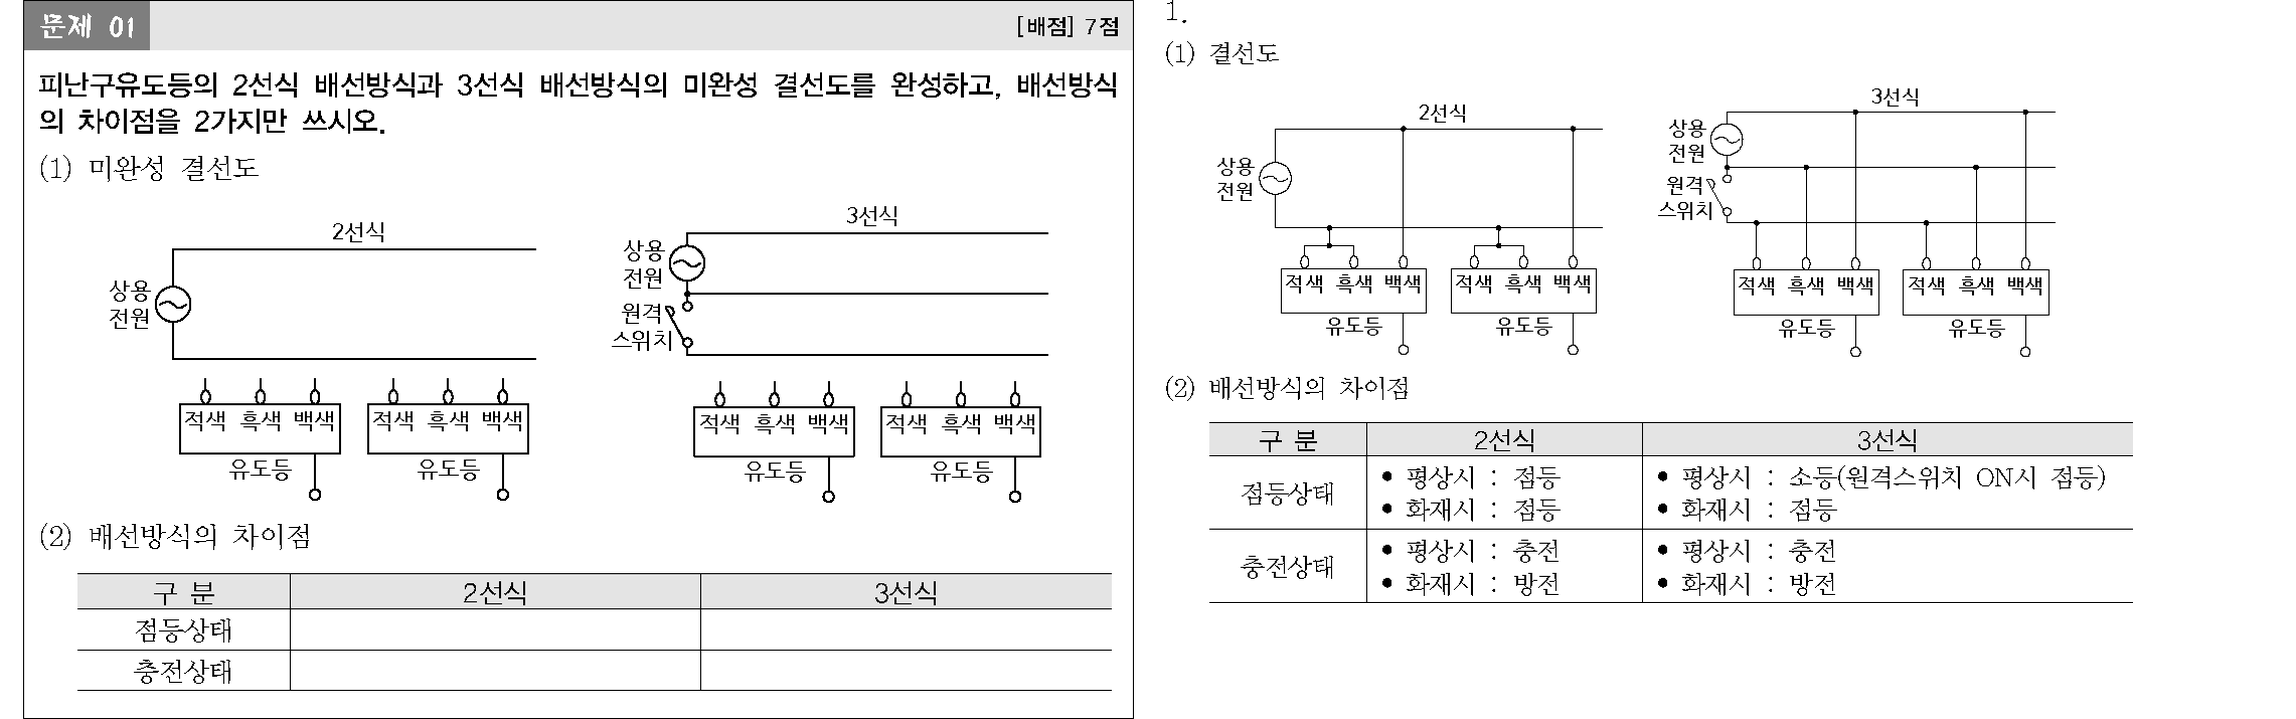 문제 01
[배점] 7점
피난구유도등의 2선식 배선방식과 3선식 배선방식의 미완성 결선도를 완성하고, 배선방식
의 차이점을 2가지만 쓰시오.
(1) 미완성 결선도
2선식
상용
전원
적색 흑색 백색
유도등
적색 흑색 백색
유도등
3선식
상용
전원
원격
스위치
적색 흑색 백색
유도등
적색 흑색 백색
유도등
(2) 배선방식의 차이점
구 분 2선식 3선식
점등상태
충전상태
1.
(1) 결선도
2선식
상용
전원
적색 흑색 백색
유도등
적색 흑색 백색
유도등
3선식
상용
전원
원격
스위치
적색 흑색 백색
유도등
적색 흑색 백색
유도등
(2) 배선방식의 차이점
구 분 2선식 3선식
점등상태
● 평상시 : 점등
● 화재시 : 점등
● 평상시 : 소등(원격스위치 ON시 점등)
● 화재시 : 점등
충전상태
● 평상시 : 충전
● 화재시 : 방전
● 평상시 : 충전
● 화재시 : 방전